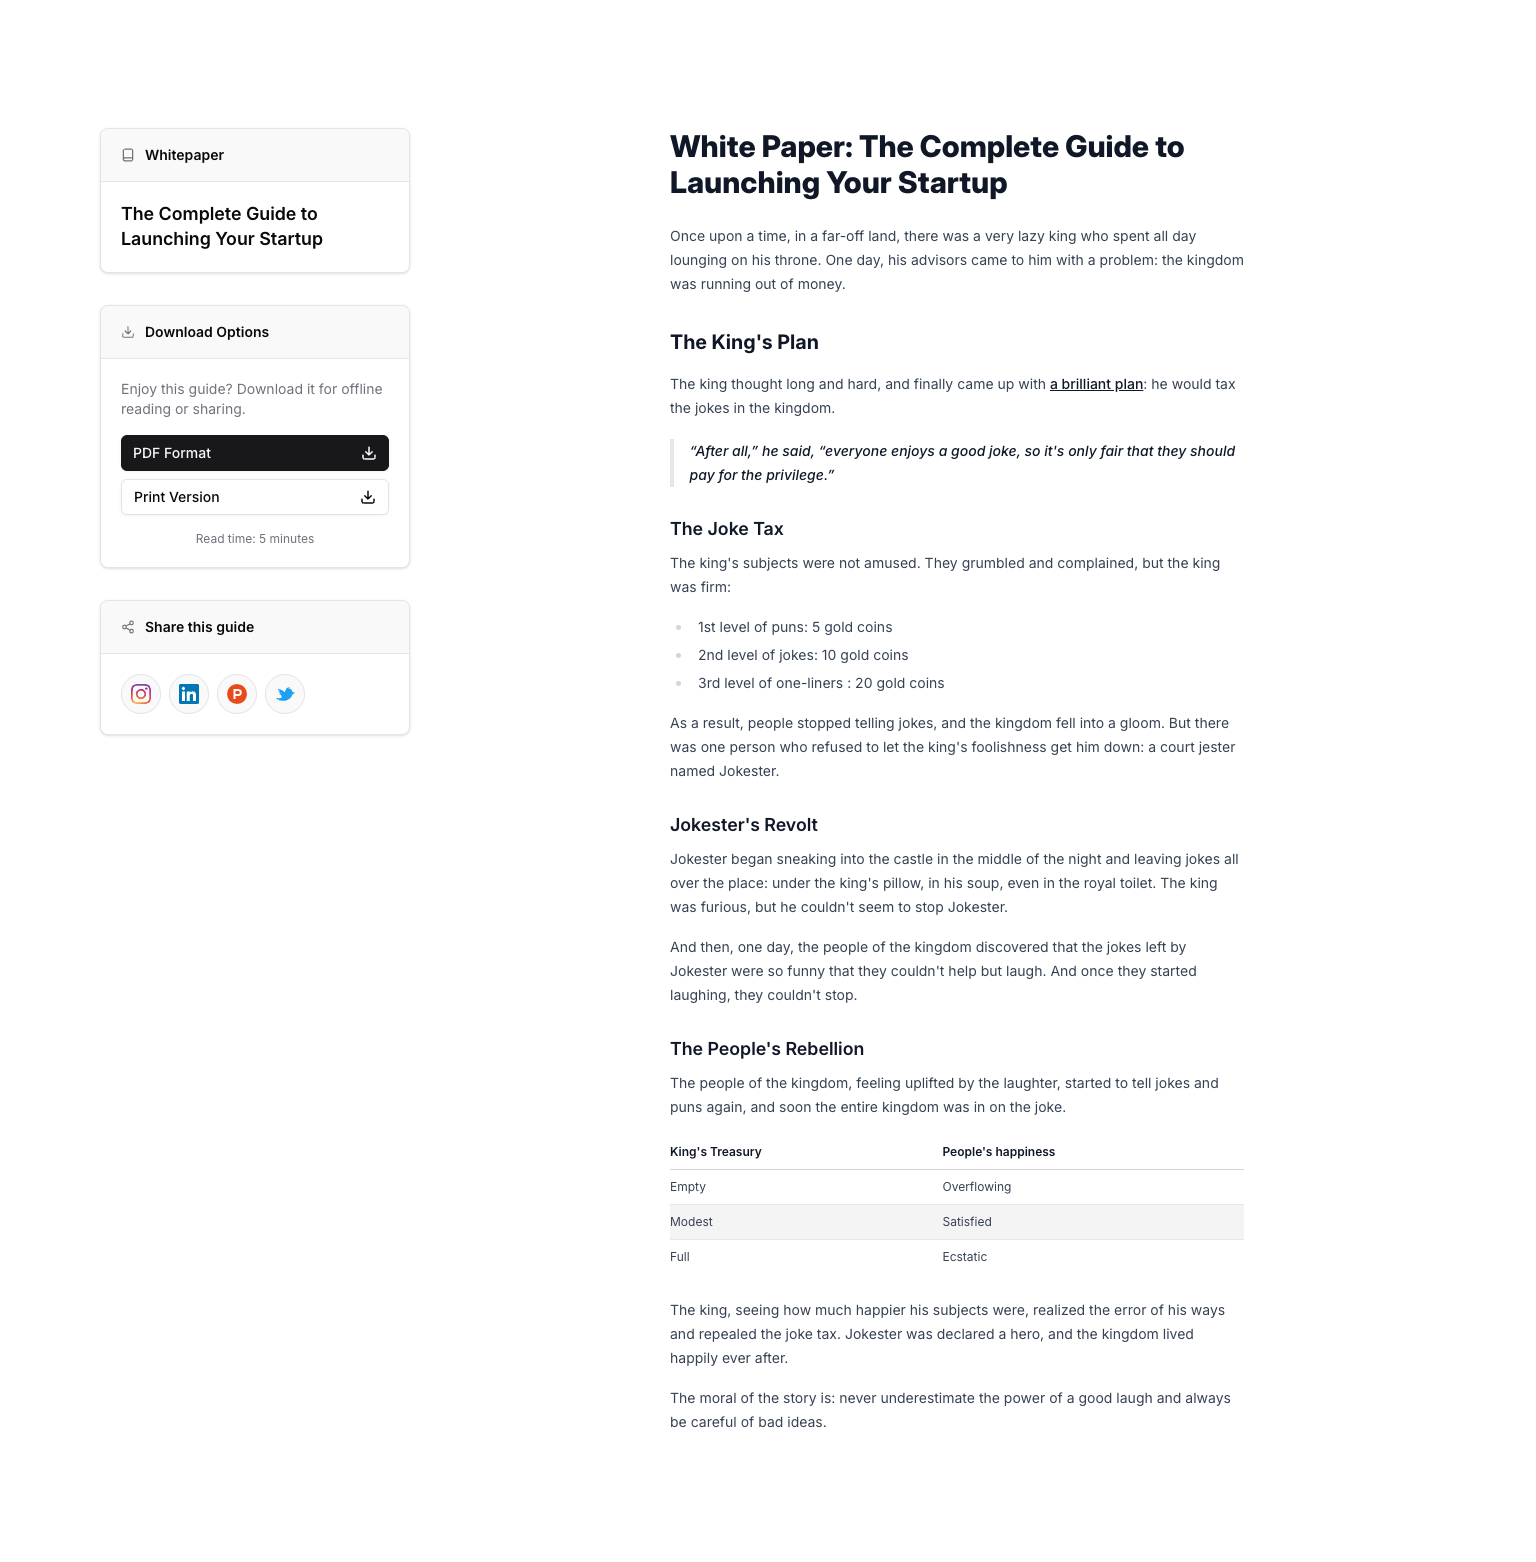 Whitepaper
The Complete Guide to
Launching Your Startup
Download Options
Enjoy this guide? Download it for offline
reading or sharing.
PDF Format
Print Version
Read time: 5 minutes
Share this guide
White Paper: The Complete Guide to
Launching Your Startup
Once upon a time, in a far-off land, there was a very lazy king who spent all day
lounging on his throne. One day, his advisors came to him with a problem: the kingdom
was running out of money.
The King's Plan
The king thought long and hard, and finally came up with a brilliant plan: he would tax
the jokes in the kingdom.
“After all,” he said, “everyone enjoys a good joke, so it's only fair that they should
pay for the privilege.”
The Joke Tax
The king's subjects were not amused. They grumbled and complained, but the king
was firm:
1st level of puns: 5 gold coins
2nd level of jokes: 10 gold coins
3rd level of one-liners : 20 gold coins
As a result, people stopped telling jokes, and the kingdom fell into a gloom. But there
was one person who refused to let the king's foolishness get him down: a court jester
named Jokester.
Jokester's Revolt
Jokester began sneaking into the castle in the middle of the night and leaving jokes all
over the place: under the king's pillow, in his soup, even in the royal toilet. The king
was furious, but he couldn't seem to stop Jokester.
And then, one day, the people of the kingdom discovered that the jokes left by
Jokester were so funny that they couldn't help but laugh. And once they started
laughing, they couldn't stop.
The People's Rebellion
The people of the kingdom, feeling uplifted by the laughter, started to tell jokes and
puns again, and soon the entire kingdom was in on the joke.
King's Treasury People's happiness
Empty Overflowing
Modest Satisfied
Full Ecstatic
The king, seeing how much happier his subjects were, realized the error of his ways
and repealed the joke tax. Jokester was declared a hero, and the kingdom lived
happily ever after.
The moral of the story is: never underestimate the power of a good laugh and always
be careful of bad ideas.